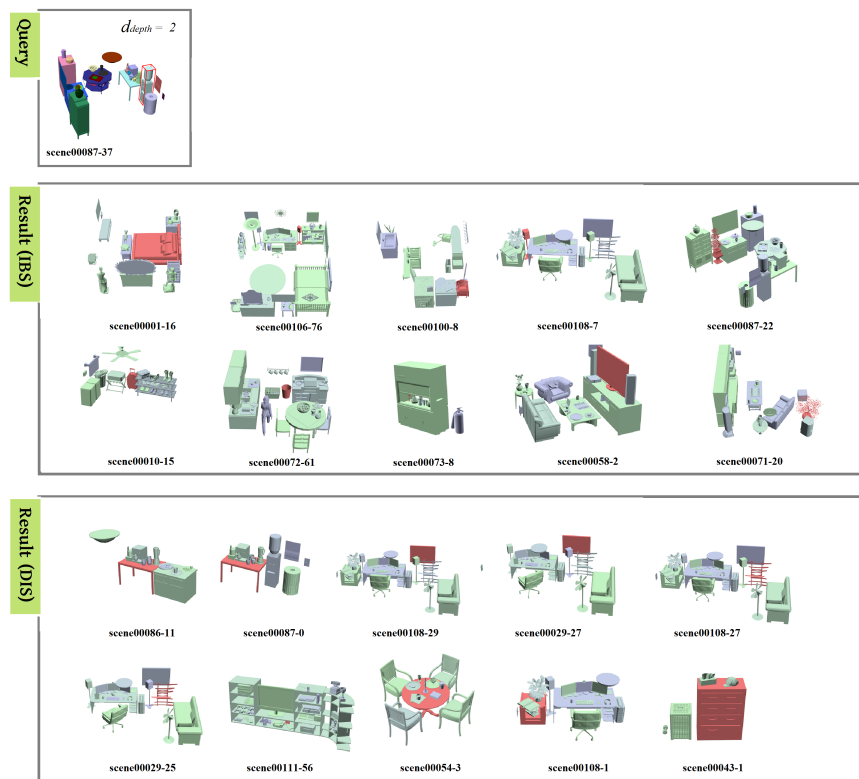 Query
d_depth = 2
scene00087-37
Result (IBS)
scene00001-16
scene00106-76
scene00100-8
scene00108-7
scene00087-22
scene00010-15
scene00072-61
scene00073-8
scene00058-2
scene00071-20
Result (DIS)
scene00086-11
scene00087-0
scene00108-29
scene00029-27
scene00108-27
scene00029-25
scene00111-56
scene00054-3
scene00108-1
scene00043-1